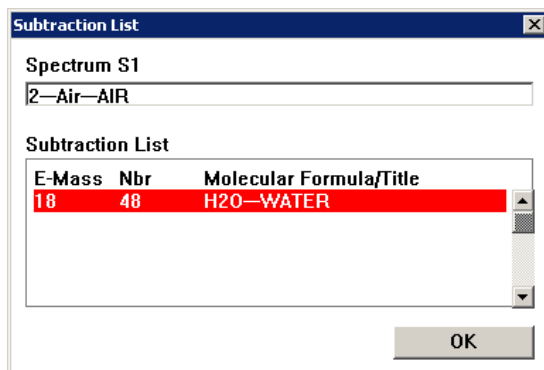 Subtraction List
Spectrum S1
2—Air—AIR
Subtraction List
E-Mass Nbr Molecular Formula/Title
18 48 H2O—WATER
OK